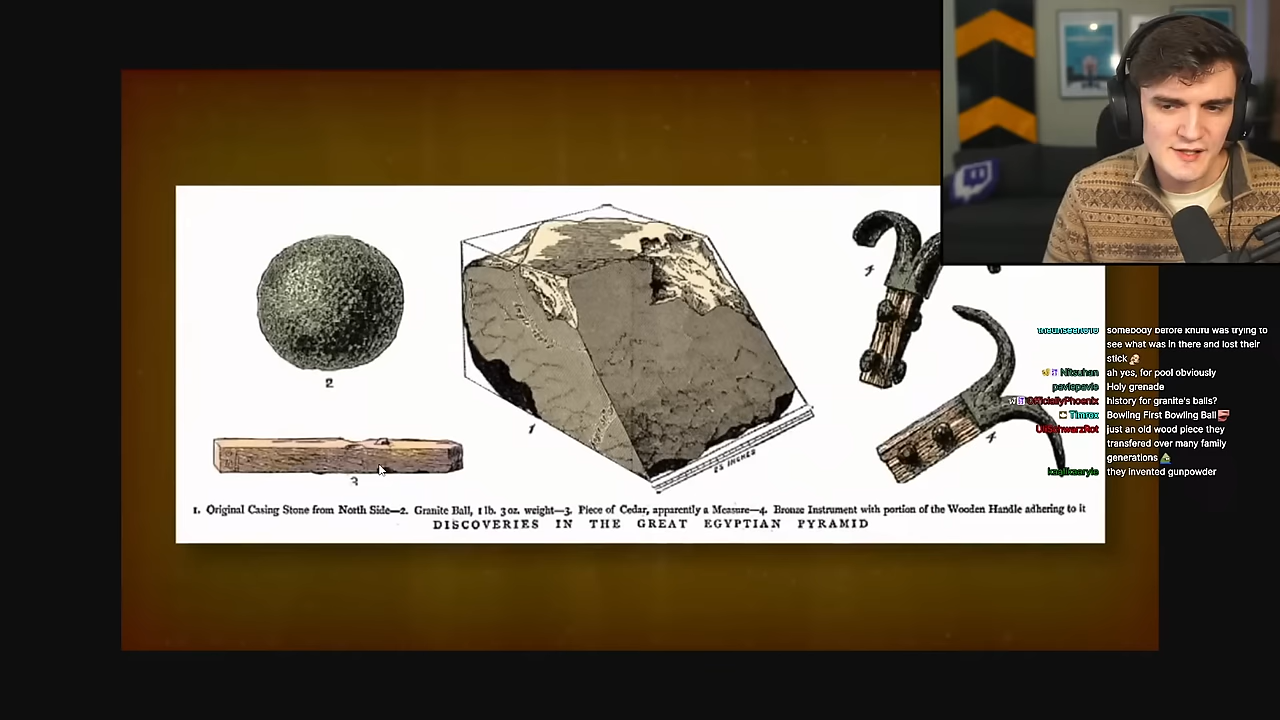 2
1
4
4
3
25 INCHES
1. Original Casing Stone from North Side—2. Granite Ball, 1 lb. 3 oz. weight—3. Piece of Cedar, apparently a Measure—4. Bronze Instrument with portion of the Wooden Handle adhering to it
DISCOVERIES IN THE GREAT EGYPTIAN PYRAMID
somebody before Khufu was trying to
see what was in there and lost their
stick
Nitsuhan ah yes, for pool obviously
paviepavie Holy grenade
OfficiallyPhoenix history for granite's balls?
Timrax Bowling First Bowling Ball
just an old wood piece they
transfered over many family
generations
they invented gunpowder